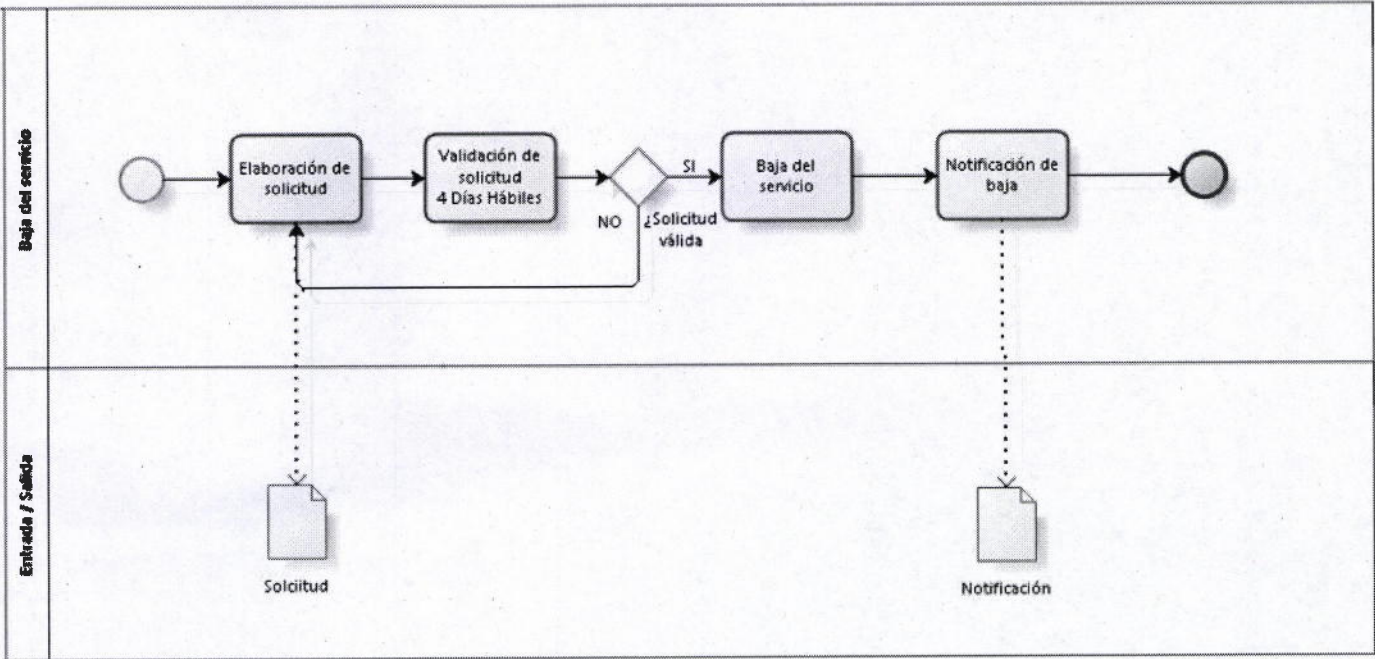 Baja del servicio
Elaboración de
solicitud
Validación de
solicitud
4 Días Hábiles
SI
NO
¿Solicitud
válida
Baja del
servicio
Notificación de
baja
Entrada / Salida
Solciitud
Notificación